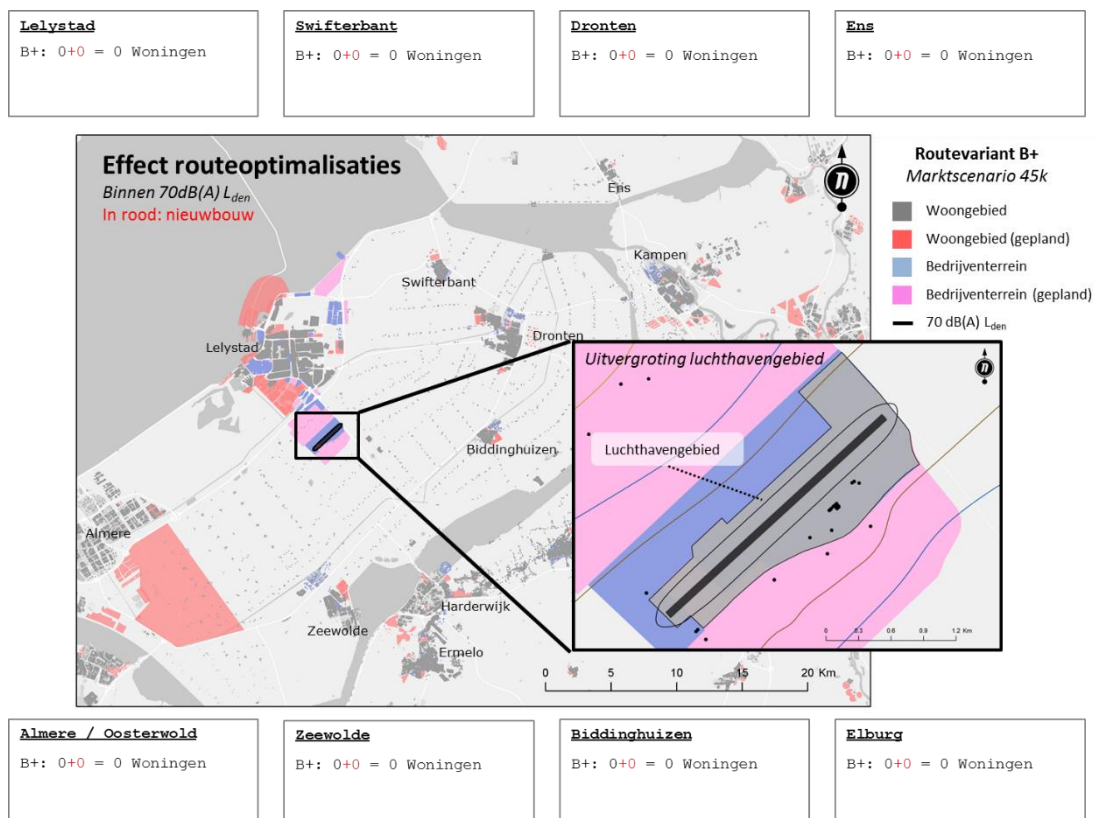 Lelystad
B+: 0+0 = 0 Woningen
Swifterbant
B+: 0+0 = 0 Woningen
Dronten
B+: 0+0 = 0 Woningen
Ens
B+: 0+0 = 0 Woningen
Effect routeoptimalisaties
Binnen 70dB(A) Lden
In rood: nieuwbouw
Routevariant B+
Marktscenario 45k
Woongebied
Woongebied (gepland)
Bedrijventerrein
Bedrijventerrein (gepland)
70 dB(A) Lden
Ens
Kampen
Swifterbant
Dronten
Lelystad
Biddinghuizen
Almere
Harderwijk
Zeewolde
Ermelo
0 5 10 15 20 Km
Uitvergroting luchthavengebied
Luchthavengebied
0 0.3 0.6 0.9 1.2 Km
Almere / Oosterwold
B+: 0+0 = 0 Woningen
Zeewolde
B+: 0+0 = 0 Woningen
Biddinghuizen
B+: 0+0 = 0 Woningen
Elburg
B+: 0+0 = 0 Woningen